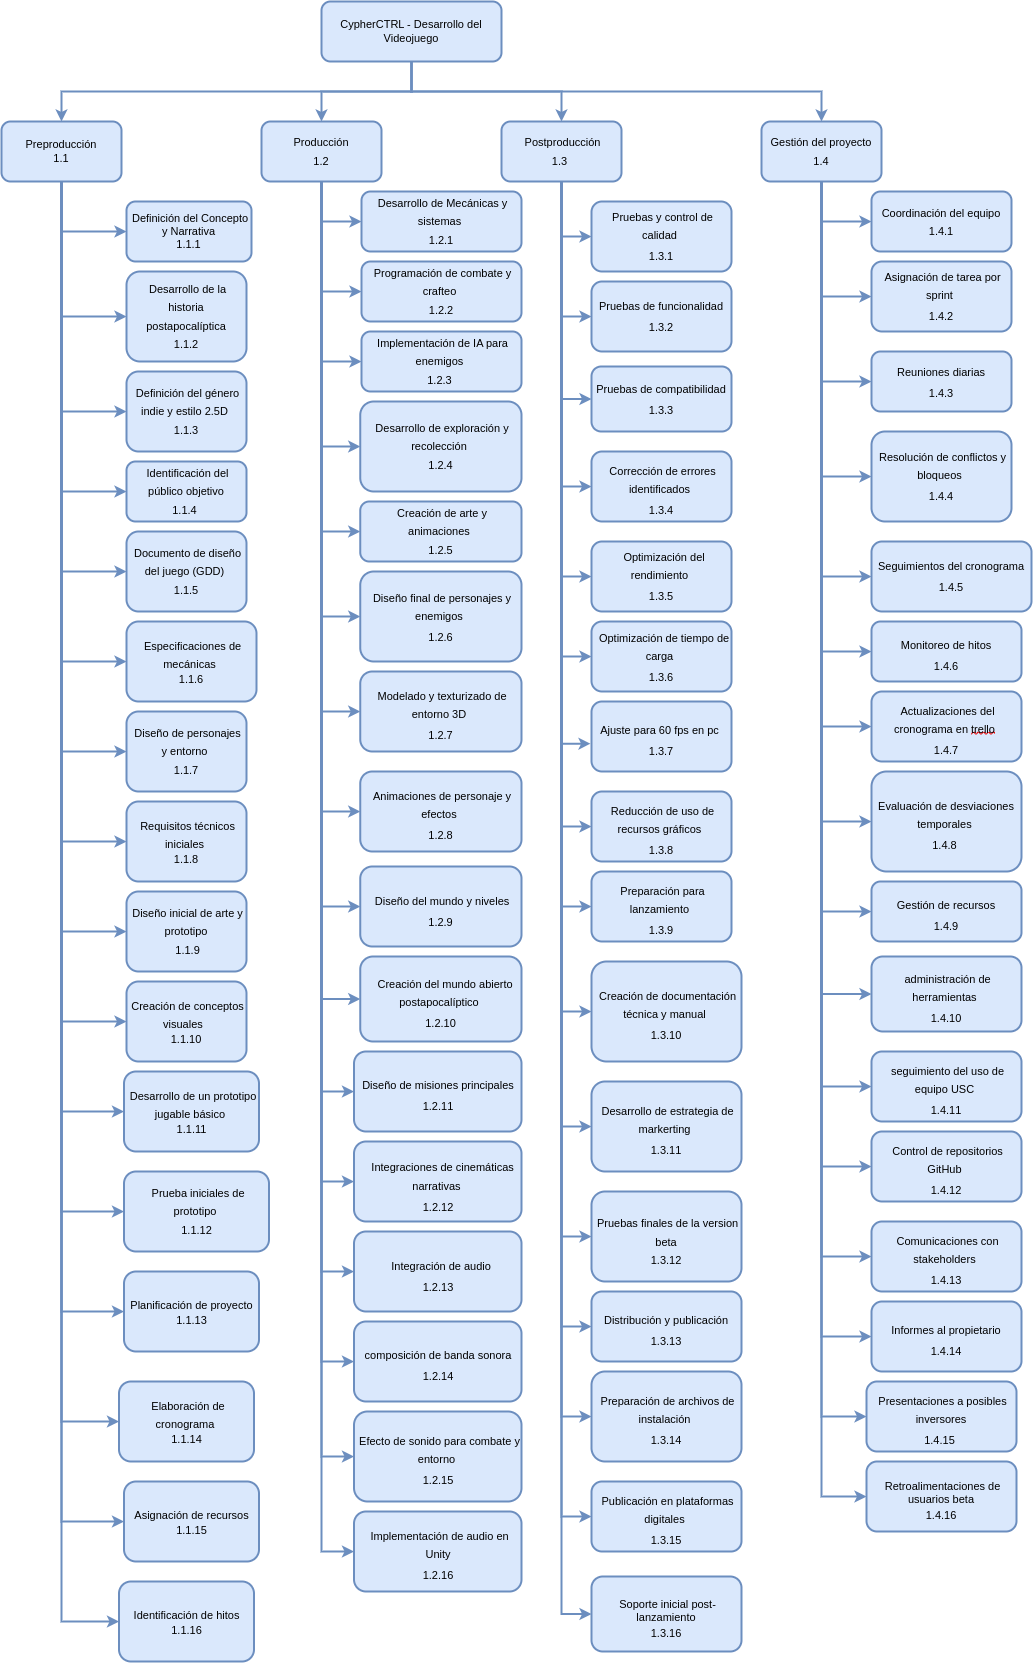 CypherCTRL - Desarrollo del
Videojuego
Preproducción
1.1
Definición del Concepto
y Narrativa
1.1.1
Desarrollo de la
historia
postapocalíptica
1.1.2
Definición del género
indie y estilo 2.5D
1.1.3
Identificación del
público objetivo
1.1.4
Documento de diseño
del juego (GDD)
1.1.5
Especificaciones de
mecánicas
1.1.6
Diseño de personajes
y entorno
1.1.7
Requisitos técnicos
iniciales
1.1.8
Diseño inicial de arte y
prototipo
1.1.9
Creación de conceptos
visuales
1.1.10
Desarrollo de un prototipo
jugable básico
1.1.11
Prueba iniciales de
prototipo
1.1.12
Planificación de proyecto
1.1.13
Elaboración de
cronograma
1.1.14
Asignación de recursos
1.1.15
Identificación de hitos
1.1.16
Producción
1.2
Desarrollo de Mecánicas y
sistemas
1.2.1
Programación de combate y
crafteo
1.2.2
Implementación de IA para
enemigos
1.2.3
Desarrollo de exploración y
recolección
1.2.4
Creación de arte y
animaciones
1.2.5
Diseño final de personajes y
enemigos
1.2.6
Modelado y texturizado de
entorno 3D
1.2.7
Animaciones de personaje y
efectos
1.2.8
Diseño del mundo y niveles
1.2.9
Creación del mundo abierto
postapocalíptico
1.2.10
Diseño de misiones principales
1.2.11
Integraciones de cinemáticas
narrativas
1.2.12
Integración de audio
1.2.13
composición de banda sonora
1.2.14
Efecto de sonido para combate y
entorno
1.2.15
Implementación de audio en
Unity
1.2.16
Postproducción
1.3
Pruebas y control de
calidad
1.3.1
Pruebas de funcionalidad
1.3.2
Pruebas de compatibilidad
1.3.3
Corrección de errores
identificados
1.3.4
Optimización del
rendimiento
1.3.5
Optimización de tiempo de
carga
1.3.6
Ajuste para 60 fps en pc
1.3.7
Reducción de uso de
recursos gráficos
1.3.8
Preparación para
lanzamiento
1.3.9
Creación de documentación
técnica y manual
1.3.10
Desarrollo de estrategia de
markerting
1.3.11
Pruebas finales de la version
beta
1.3.12
Distribución y publicación
1.3.13
Preparación de archivos de
instalación
1.3.14
Publicación en plataformas
digitales
1.3.15
Soporte inicial post-
lanzamiento
1.3.16
Gestión del proyecto
1.4
Coordinación del equipo
1.4.1
Asignación de tarea por
sprint
1.4.2
Reuniones diarias
1.4.3
Resolución de conflictos y
bloqueos
1.4.4
Seguimientos del cronograma
1.4.5
Monitoreo de hitos
1.4.6
Actualizaciones del
cronograma en trello
1.4.7
Evaluación de desviaciones
temporales
1.4.8
Gestión de recursos
1.4.9
administración de
herramientas
1.4.10
seguimiento del uso de
equipo USC
1.4.11
Control de repositorios
GitHub
1.4.12
Comunicaciones con
stakeholders
1.4.13
Informes al propietario
1.4.14
Presentaciones a posibles
inversores
1.4.15
Retroalimentaciones de
usuarios beta
1.4.16